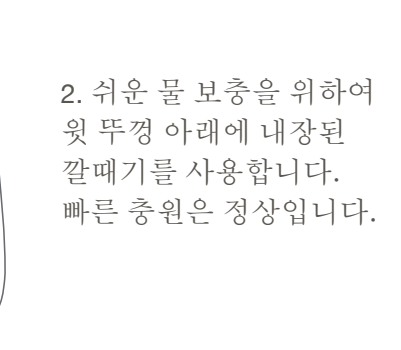 2. 쉬운 물 보충을 위하여
윗 뚜껑 아래에 내장된
깔때기를 사용합니다.
빠른 충원은 정상입니다.